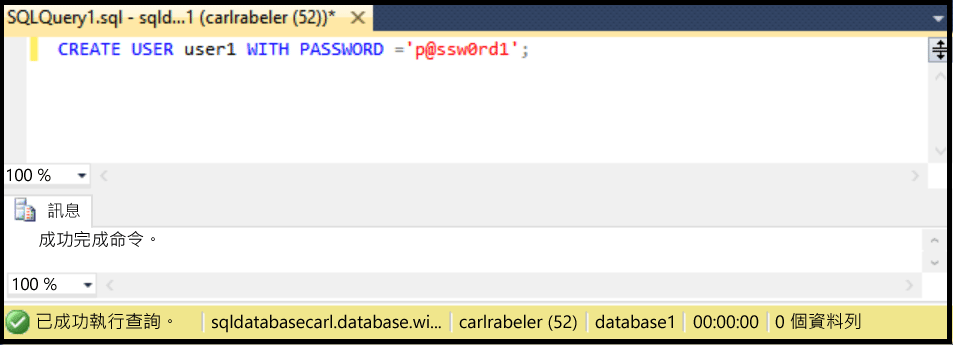 SQLQuery1.sql - sqld...1 (carlrabeler (52))*
CREATE USER user1 WITH PASSWORD ='p@ssw0rd1';
100 %
訊息
成功完成命令。
100 %
已成功執行查詢。 sqldatabasecarl.database.wi... carlrabeler (52) database1 00:00:00 0 個資料列